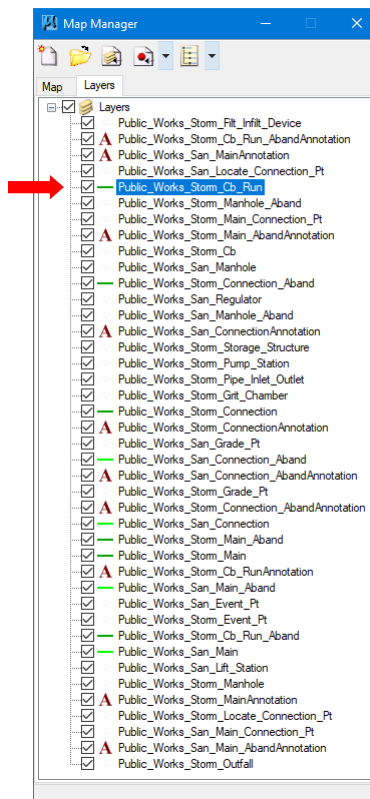 Map Manager
Map Layers
Layers
Public_Works_Storm_Filt_Infilt_Device
A Public_Works_Storm_Cb_Run_AbandAnnotation
A Public_Works_San_MainAnnotation
Public_Works_San_Locate_Connection_Pt
Public_Works_Storm_Cb_Run
Public_Works_Storm_Manhole_Aband
Public_Works_Storm_Main_Connection_Pt
A Public_Works_Storm_Main_AbandAnnotation
Public_Works_Storm_Cb
Public_Works_San_Manhole
Public_Works_Storm_Connection_Aband
Public_Works_San_Regulator
Public_Works_San_Manhole_Aband
A Public_Works_San_ConnectionAnnotation
Public_Works_Storm_Storage_Structure
Public_Works_Storm_Pump_Station
Public_Works_Storm_Pipe_Inlet_Outlet
Public_Works_Storm_Grit_Chamber
Public_Works_Storm_Connection
A Public_Works_Storm_ConnectionAnnotation
Public_Works_San_Grade_Pt
Public_Works_San_Connection_Aband
A Public_Works_San_Connection_AbandAnnotation
Public_Works_Storm_Grade_Pt
A Public_Works_Storm_Connection_AbandAnnotation
Public_Works_San_Connection
Public_Works_Storm_Main_Aband
Public_Works_Storm_Main
A Public_Works_Storm_Cb_RunAnnotation
Public_Works_San_Main_Aband
Public_Works_San_Event_Pt
Public_Works_Storm_Event_Pt
Public_Works_Storm_Cb_Run_Aband
Public_Works_San_Main
Public_Works_San_Lift_Station
Public_Works_Storm_Manhole
A Public_Works_Storm_MainAnnotation
Public_Works_Storm_Locate_Connection_Pt
Public_Works_San_Main_Connection_Pt
A Public_Works_San_Main_AbandAnnotation
Public_Works_Storm_Outfall